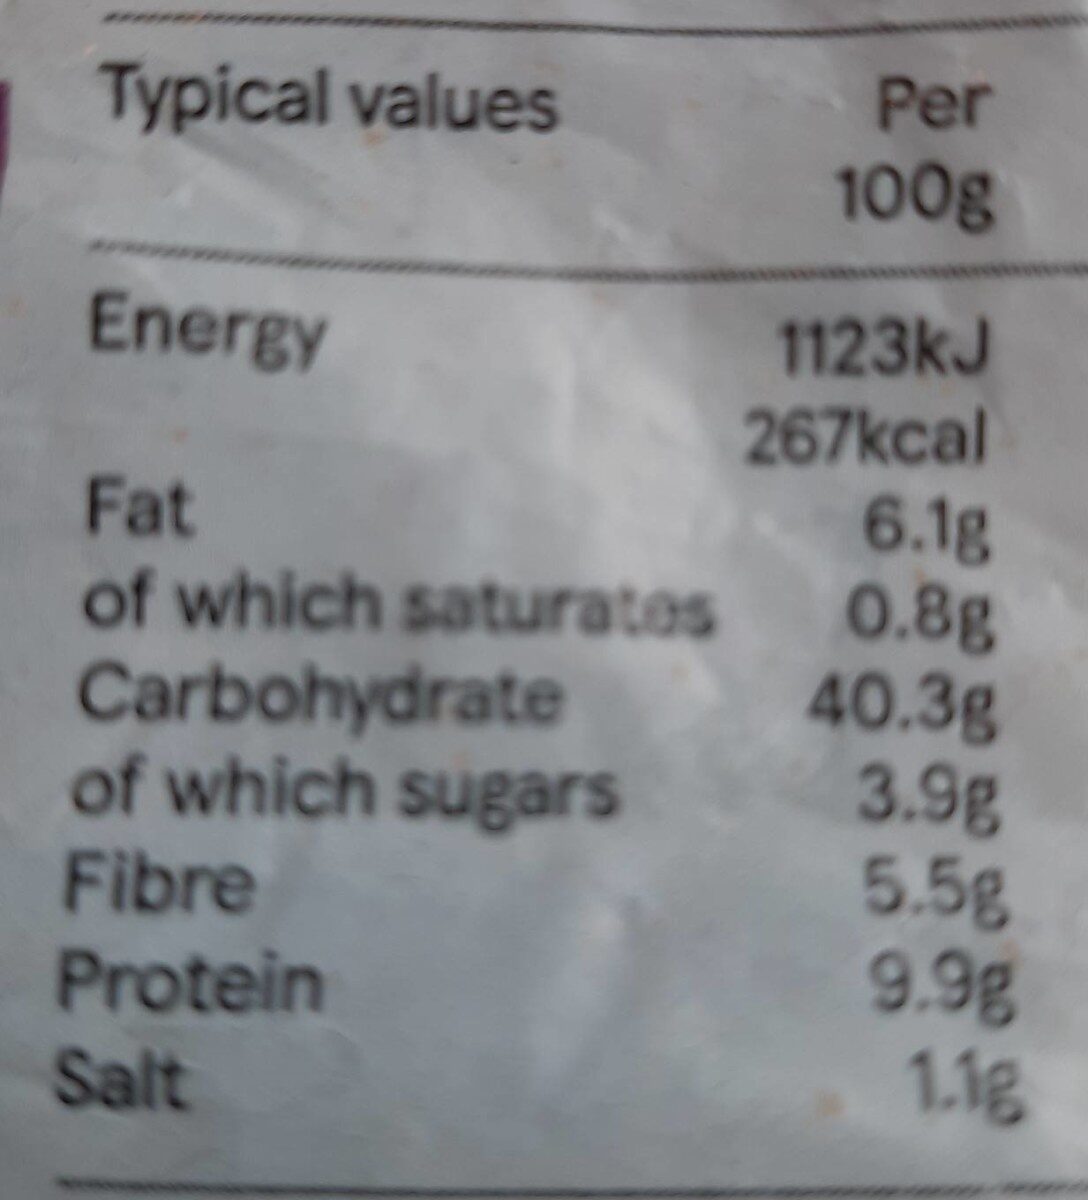 Typical values Per
100g
Energy 1123kJ
267kcal
Fat 6.1g
of which saturates 0.8g
Carbohydrate 40.3g
of which sugars 3.9g
Fibre 5.5g
Protein 9.9g
Salt 1.1g